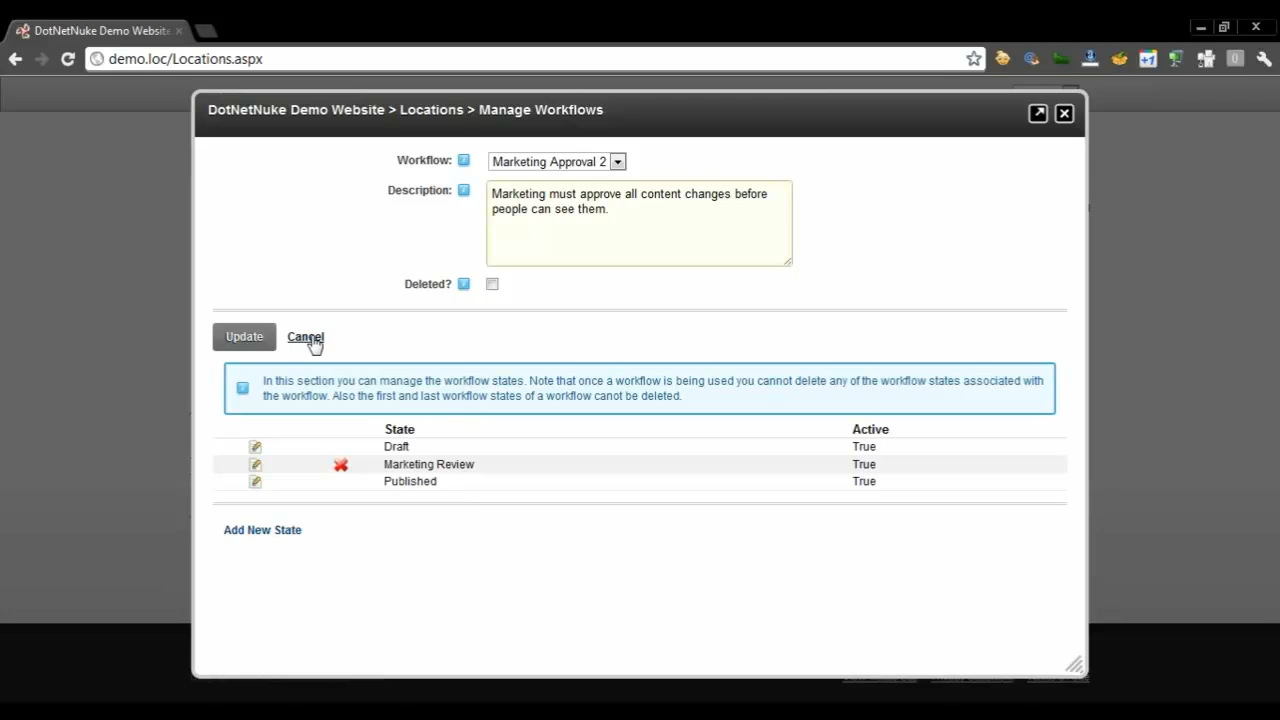 DotNetNuke Demo Website
demo.loc/Locations.aspx
+1
0
DotNetNuke Demo Website > Locations > Manage Workflows
Workflow:
Marketing Approval 2
Description:
Marketing must approve all content changes before
people can see them.
Deleted?
Update
Cancel
In this section you can manage the workflow states. Note that once a workflow is being used you cannot delete any of the workflow states associated with
the workflow. Also the first and last workflow states of a workflow canot be deleted.
State Active
Draft True
Marketing Review True
Published True
Add New State